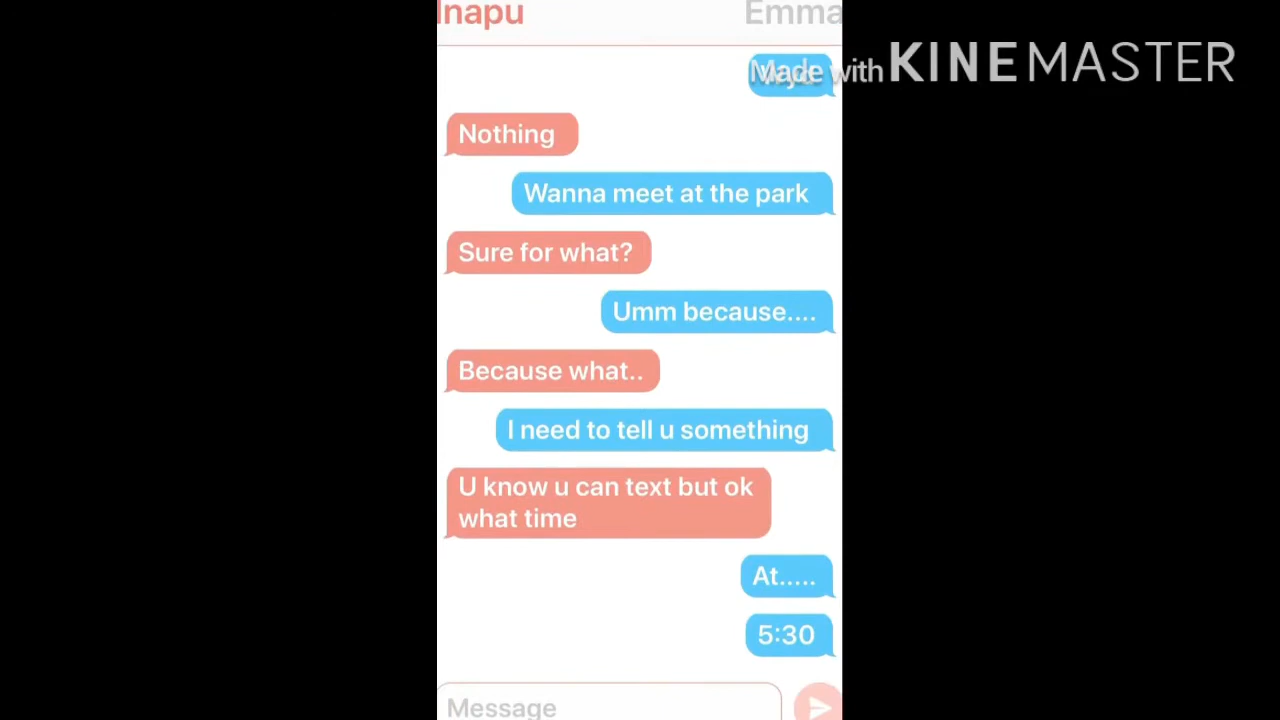 Inapu
Emma
Made with KINEMASTER
Nothing
Wanna meet at the park
Sure for what?
Umm because....
Because what..
I need to tell u something
U know u can text but ok
what time
At.....
5:30
Message